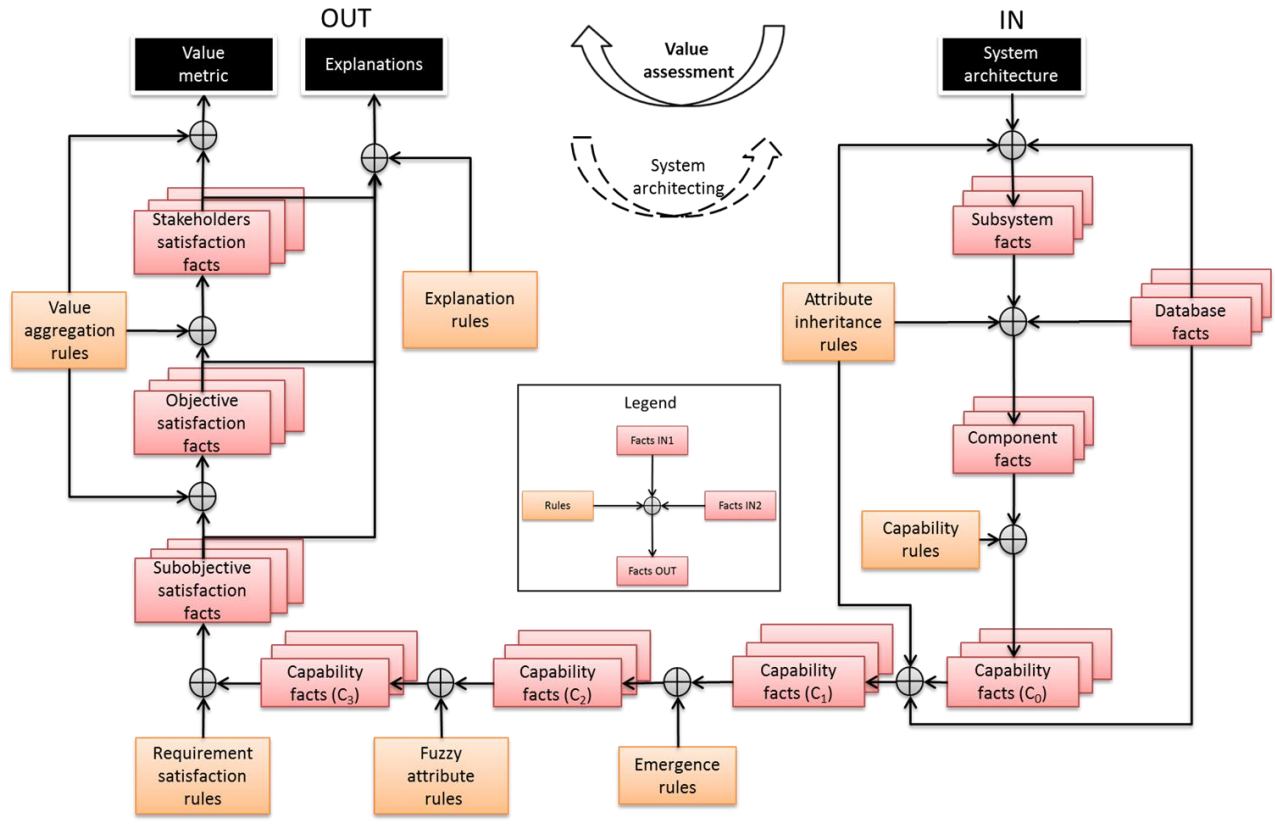 OUT
IN
Value
metric
Explanations
Value
assessment
System
architecture
System
architecting
Stakeholders
satisfaction
facts
Subsystem
facts
Value
aggregation
rules
Explanation
rules
Attribute
inheritance
rules
Database
facts
Objective
satisfaction
facts
Legend
Facts IN1
Rules
Facts IN2
Facts OUT
Component
facts
Capability
rules
Subobjective
satisfaction
facts
Capability
facts (C₃)
Capability
facts (C₂)
Capability
facts (C₁)
Capability
facts (C₀)
Requirement
satisfaction
rules
Fuzzy
attribute
rules
Emergence
rules